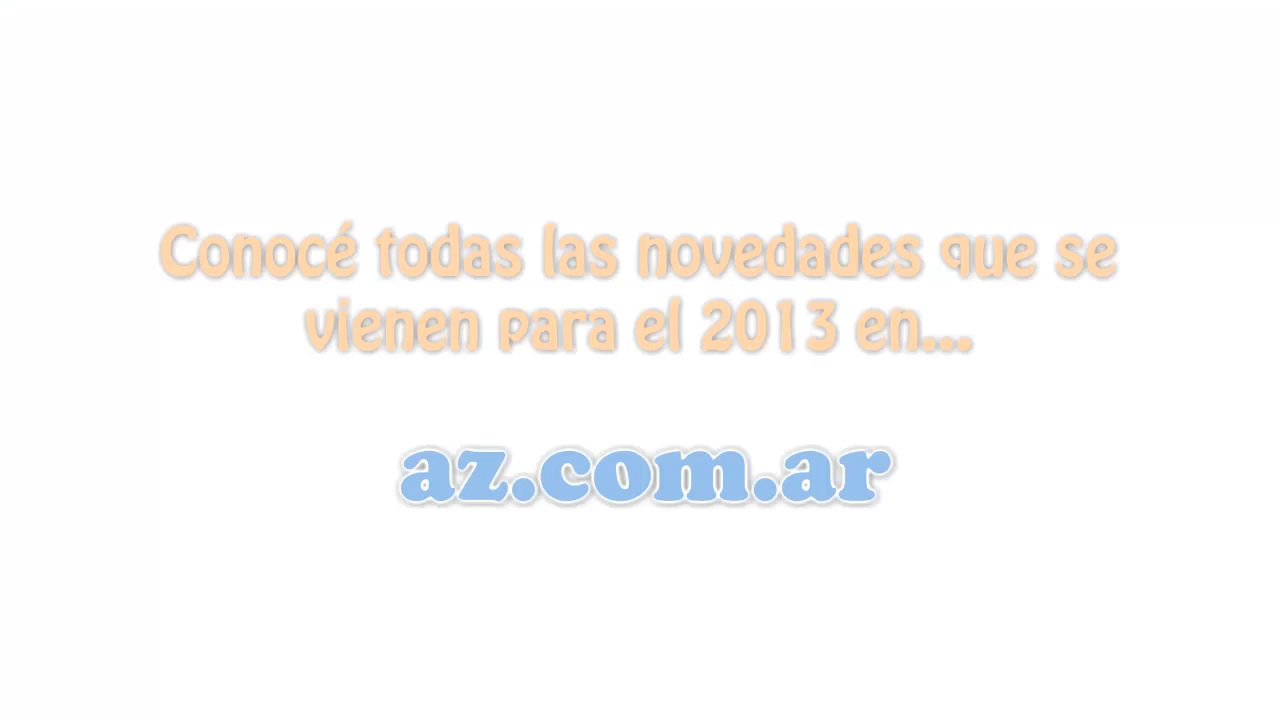 Conocé todas las novedades que se
vienen para el 2013 en...
az.com.ar